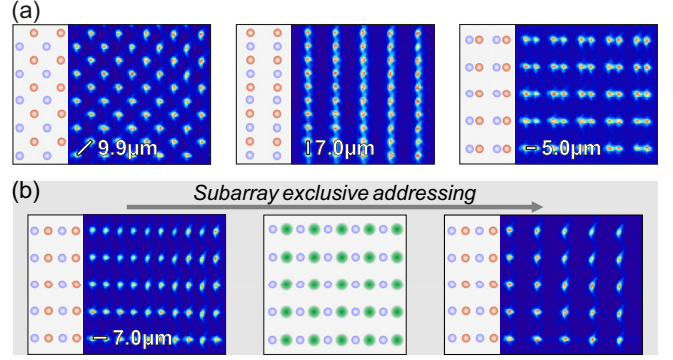 (a)
9.9μm
7.0μm
5.0μm
(b)
Subarray exclusive addressing
7.0μm